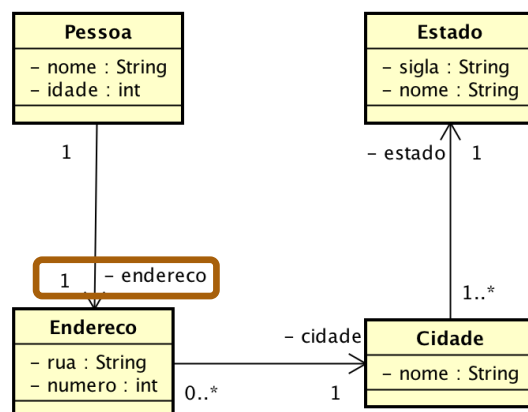 Pessoa
- nome : String
- idade : int
Estado
- sigla : String
- nome : String
1
- estado 1
1 - endereco
1..*
Endereco
- rua : String
- numero : int
- cidade
0..* 1
Cidade
- nome : String